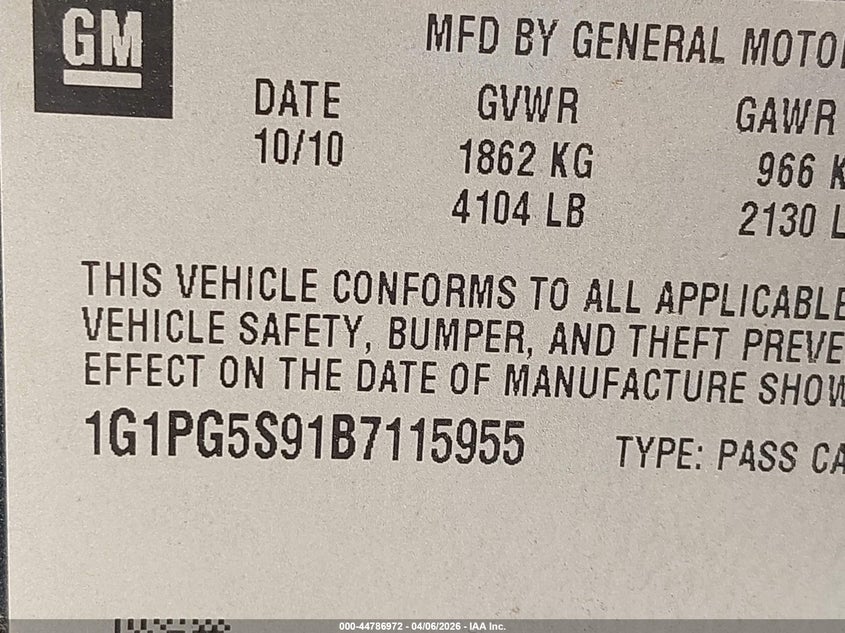 GM
MFD BY GENERAL MOTO
DATE GVWR GAWR
10/10 1862 KG 966 K
4104 LB 2130 L
THIS VEHICLE CONFORMS TO ALL APPLICABLE
VEHICLE SAFETY, BUMPER, AND THEFT PREVE
EFFECT ON THE DATE OF MANUFACTURE SHOW
1G1PG5S91B7115955 TYPE: PASS CA
000-44786972 - 04/06/2026 - IAA Inc.